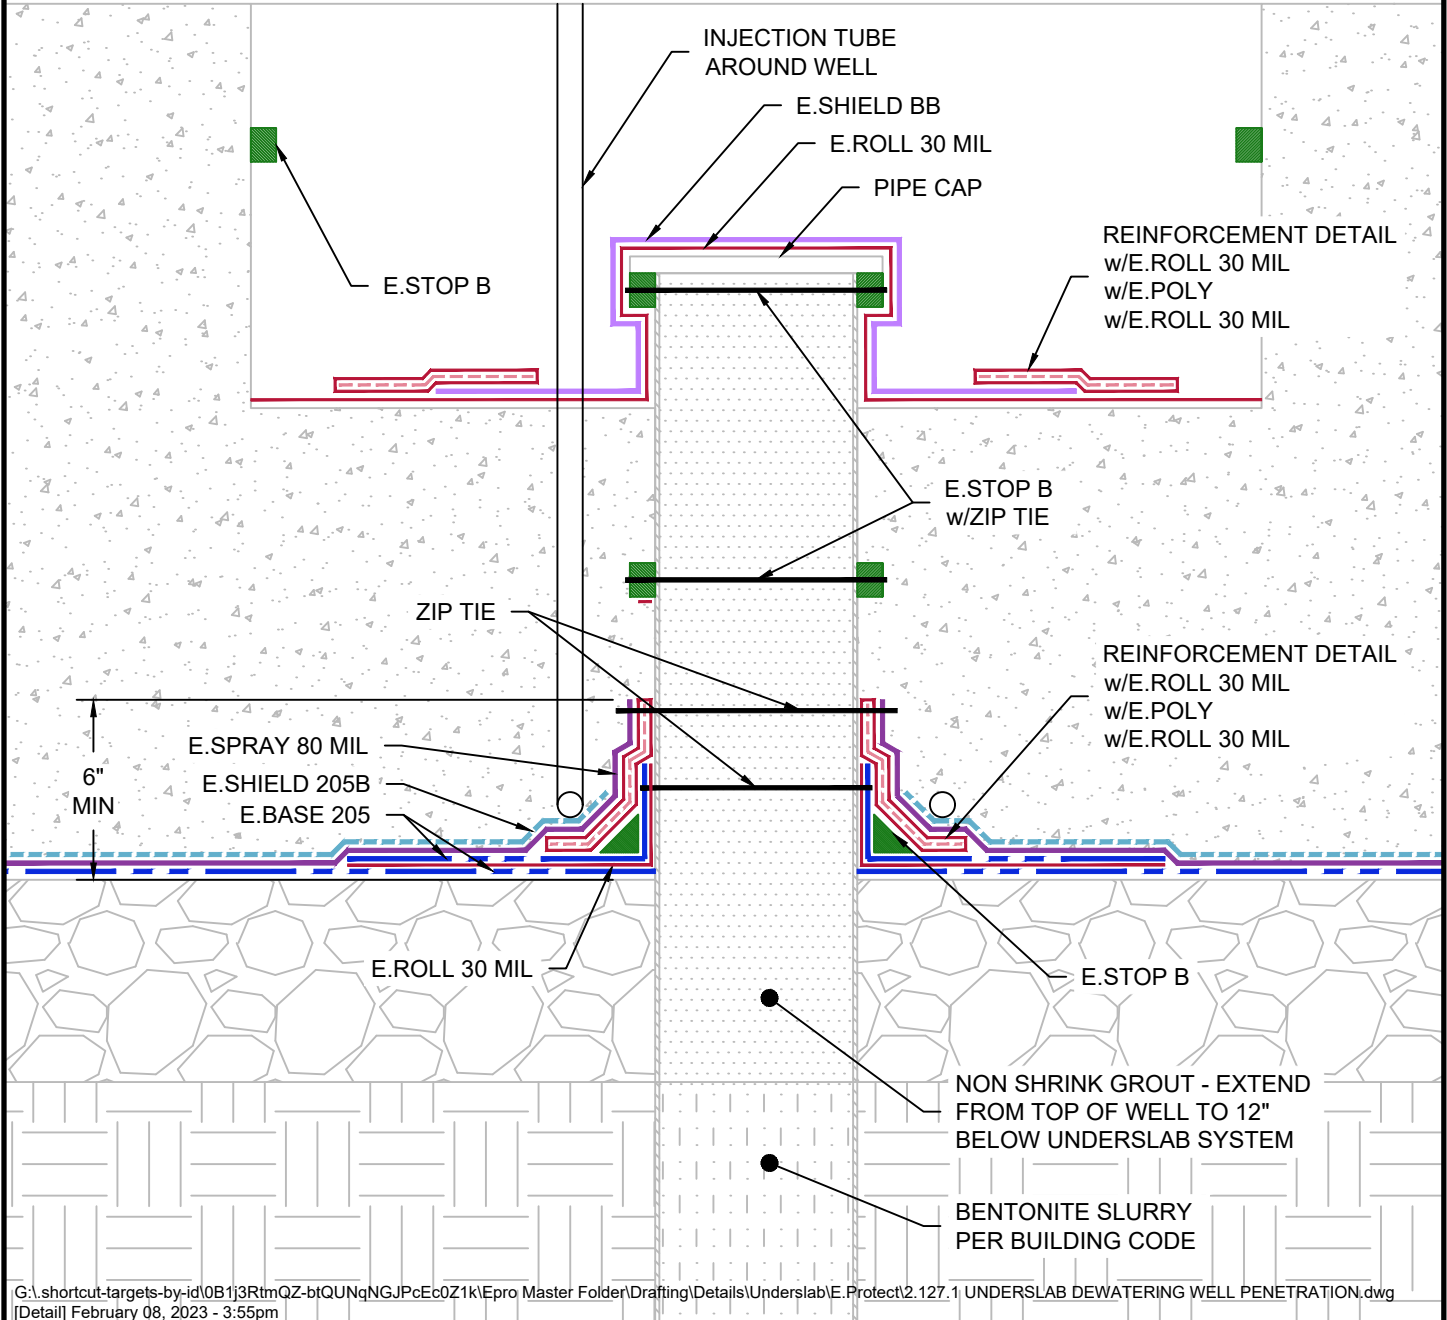 INJECTION TUBE
AROUND WELL
E.SHIELD BB
E.ROLL 30 MIL
PIPE CAP
REINFORCEMENT DETAIL
w/E.ROLL 30 MIL
w/E.POLY
w/E.ROLL 30 MIL
E.STOP B
E.STOP B
w/ZIP TIE
ZIP TIE
REINFORCEMENT DETAIL
w/E.ROLL 30 MIL
w/E.POLY
w/E.ROLL 30 MIL
E.SPRAY 80 MIL
6"
MIN
E.SHIELD 205B
E.BASE 205
E.ROLL 30 MIL
E.STOP B
NON SHRINK GROUT - EXTEND
FROM TOP OF WELL TO 12"
BELOW UNDERSLAB SYSTEM
BENTONITE SLURRY
PER BUILDING CODE
G:\.shortcut-targets-by-id\0B1j3RtmQZ-btQUNqNGJPcEc0Z1k\Epro Master Folder\Drafting\Details\Underslab\E.Protect\2.127.1 UNDERSLAB DEWATERING WELL PENETRATION.dwg
[Detail] February 08, 2023 - 3:55pm